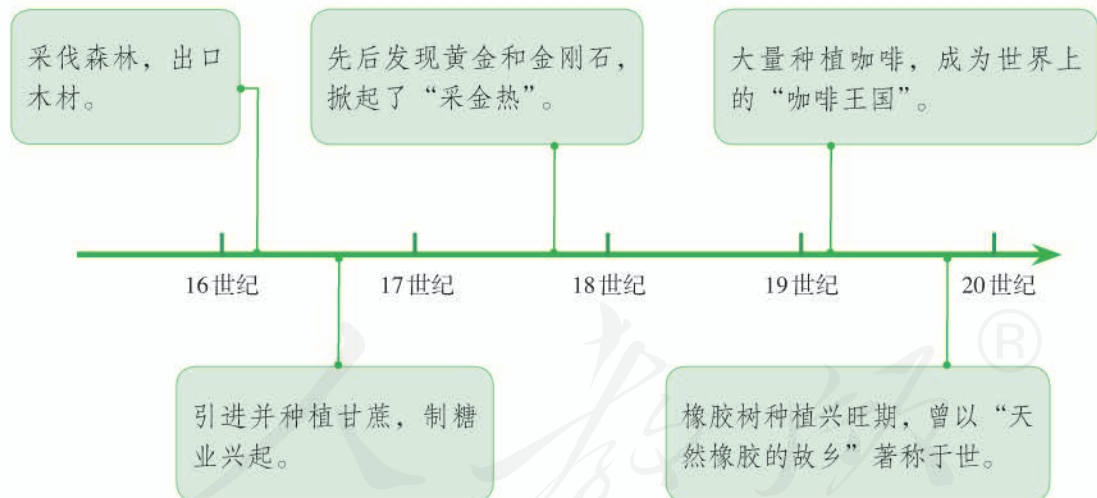 采伐森林，出口
木材。
先后发现黄金和金刚石，
掀起了“采金热”。
大量种植咖啡，成为世界上
的“咖啡王国”。
16世纪
17世纪
18世纪
19世纪
20世纪
引进并种植甘蔗，制糖
业兴起。
橡胶树种植兴旺期，曾以“天
然橡胶的故乡”著称于世。
人教版®